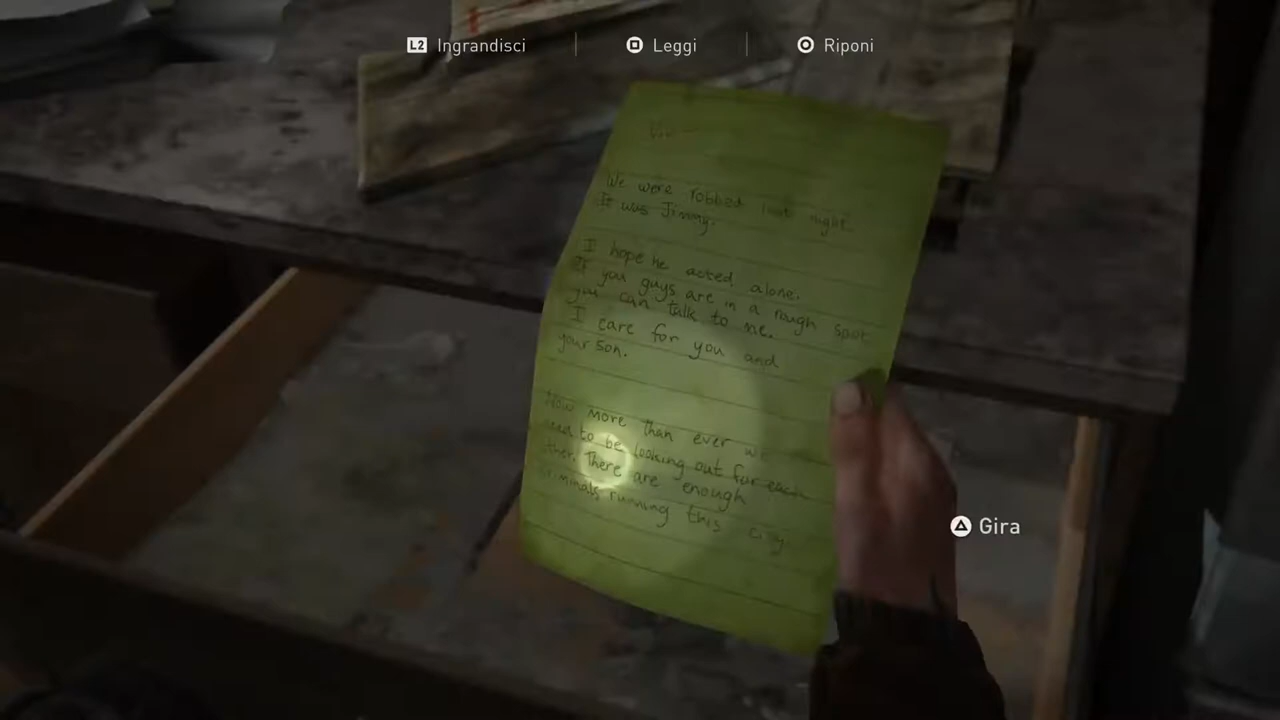 L2 Ingrandisci
Leggi
Riponi
We were robbed last night.
It was Jimmy.
I hope he acted alone.
If you guys are in a rough spot
you can talk to me.
I care for you and
your son.
Now more than ever we
need to be looking out for each
other. There are enough
criminals running this city
Gira